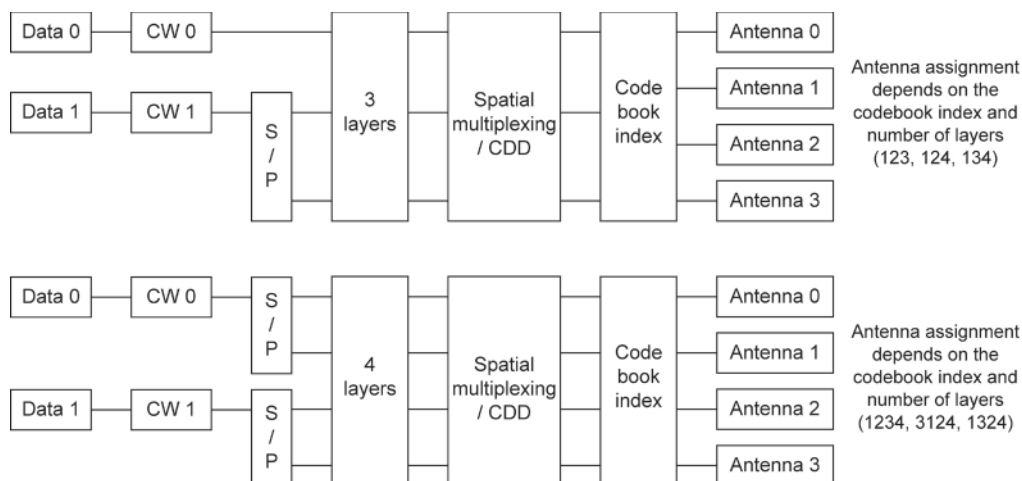 Data 0
CW 0
Data 1
CW 1
S
/
P
3
layers
Spatial
multiplexing
/ CDD
Code
book
index
Antenna 0
Antenna 1
Antenna 2
Antenna 3
Antenna assignment
depends on the
codebook index and
number of layers
(123, 124, 134)
Data 0
CW 0
S
/
P
Data 1
CW 1
S
/
P
4
layers
Spatial
multiplexing
/ CDD
Code
book
index
Antenna 0
Antenna 1
Antenna 2
Antenna 3
Antenna assignment
depends on the
codebook index and
number of layers
(1234, 3124, 1324)